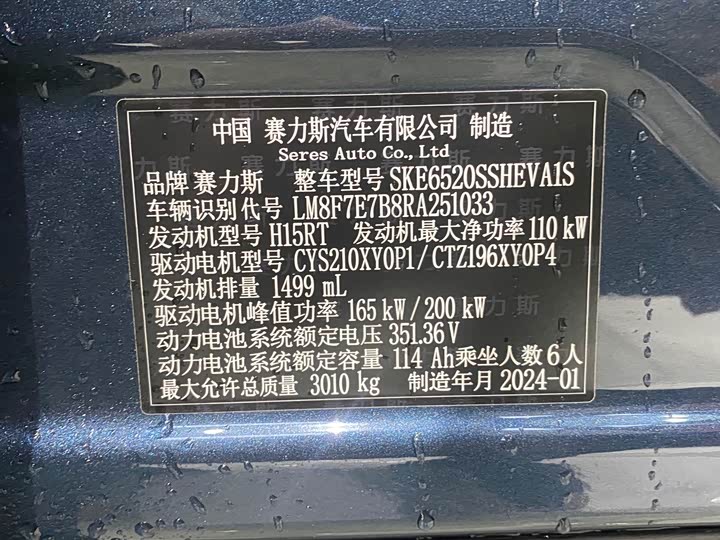 中国 赛力斯汽车有限公司 制造
Seres Auto Co., Ltd
品牌 赛力斯 整车型号 SKE6520SSHEVA1S
车辆识别代号 LM8F7E7B8RA251033
发动机型号 H15RT 发动机最大净功率 110 kW
驱动电机型号 CYS210XY0P1/CTZ196XY0P4
发动机排量 1499 mL
驱动电机峰值功率 165 kW/200 kW
动力电池系统额定电压 351.36 V
动力电池系统额定容量 114 Ah 乘坐人数 6 人
最大允许总质量 3010 kg 制造年月 2024-01